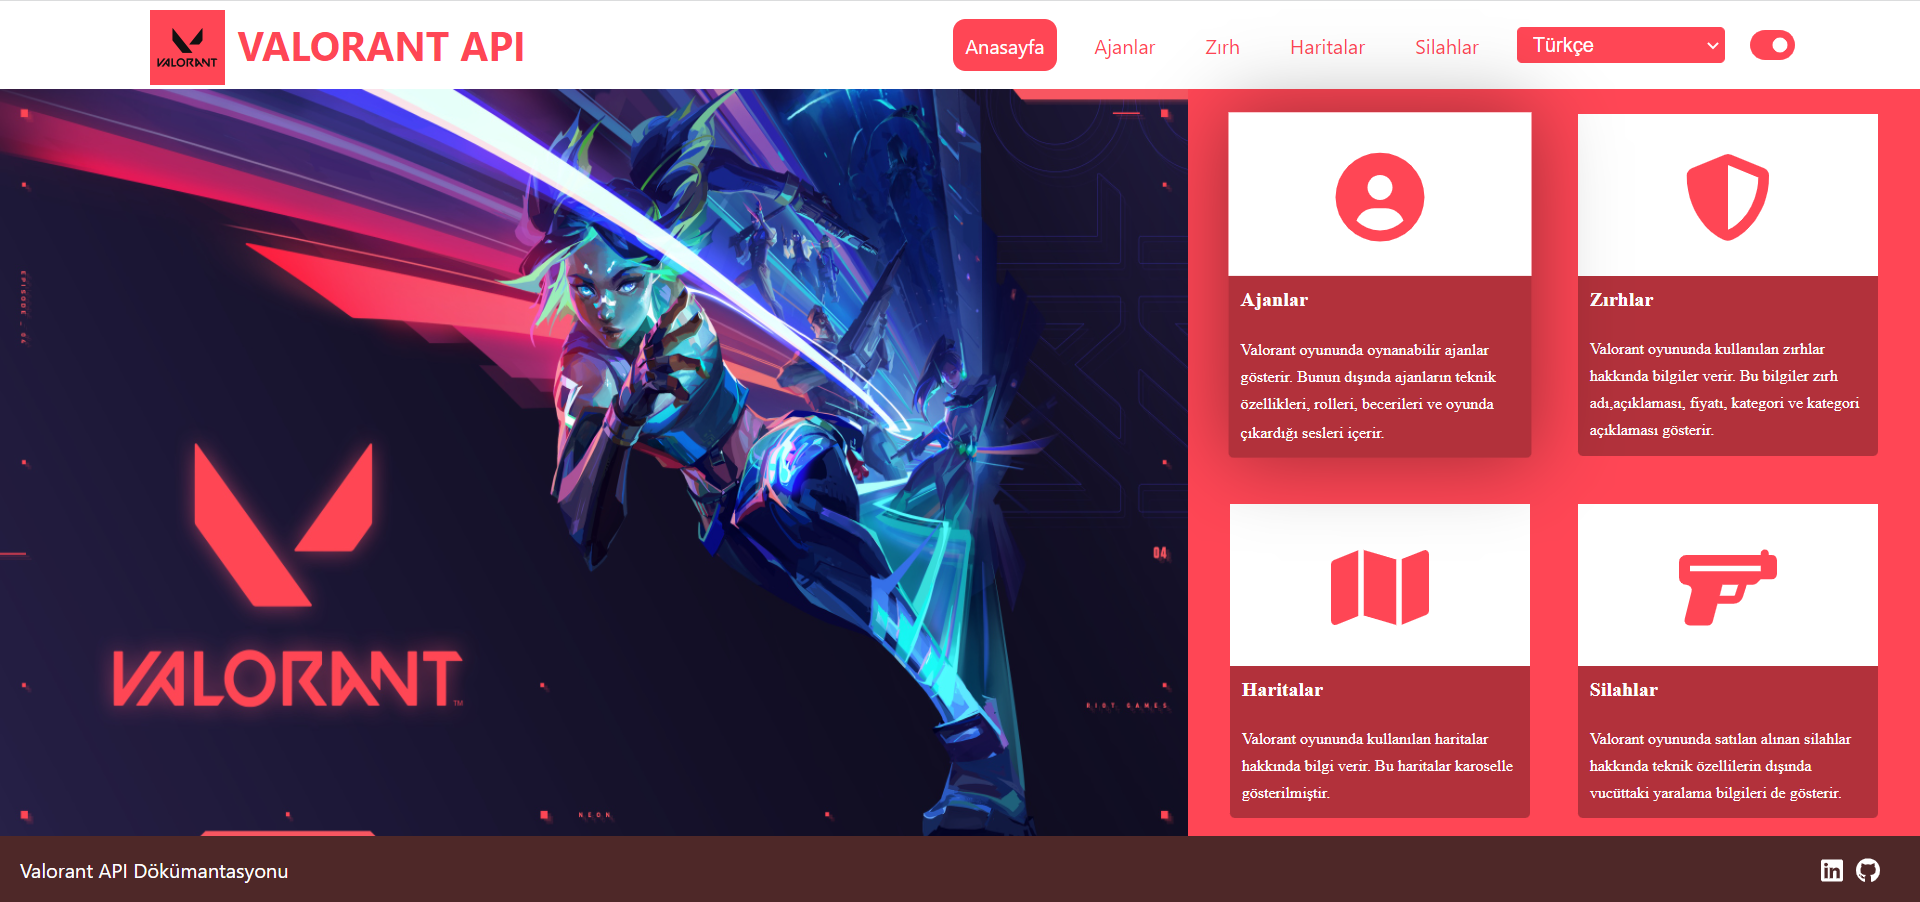 VALORANT
VALORANT API
Anasayfa
Ajanlar
Zırh
Haritalar
Silahlar
Türkçe
EPISODE _ 04
VALORANT™
04
RIOT GAMES
NEON
Ajanlar
Valorant oyununda oynanabilir ajanlar
gösterir. Bunun dışında ajanların teknik
özellikleri, rolleri, becerileri ve oyunda
çıkardığı sesleri içerir.
Zırhlar
Valorant oyununda kullanılan zırhlar
hakkında bilgiler verir. Bu bilgiler zırh
adı,açıklaması, fiyatı, kategori ve kategori
açıklaması gösterir.
Haritalar
Valorant oyununda kullanılan haritalar
hakkında bilgi verir. Bu haritalar karoselle
gösterilmiştir.
Silahlar
Valorant oyununda satılan alınan silahlar
hakkında teknik özellilerin dışında
vucüttaki yaralama bilgileri de gösterir.
Valorant API Dökümantasyonu
in